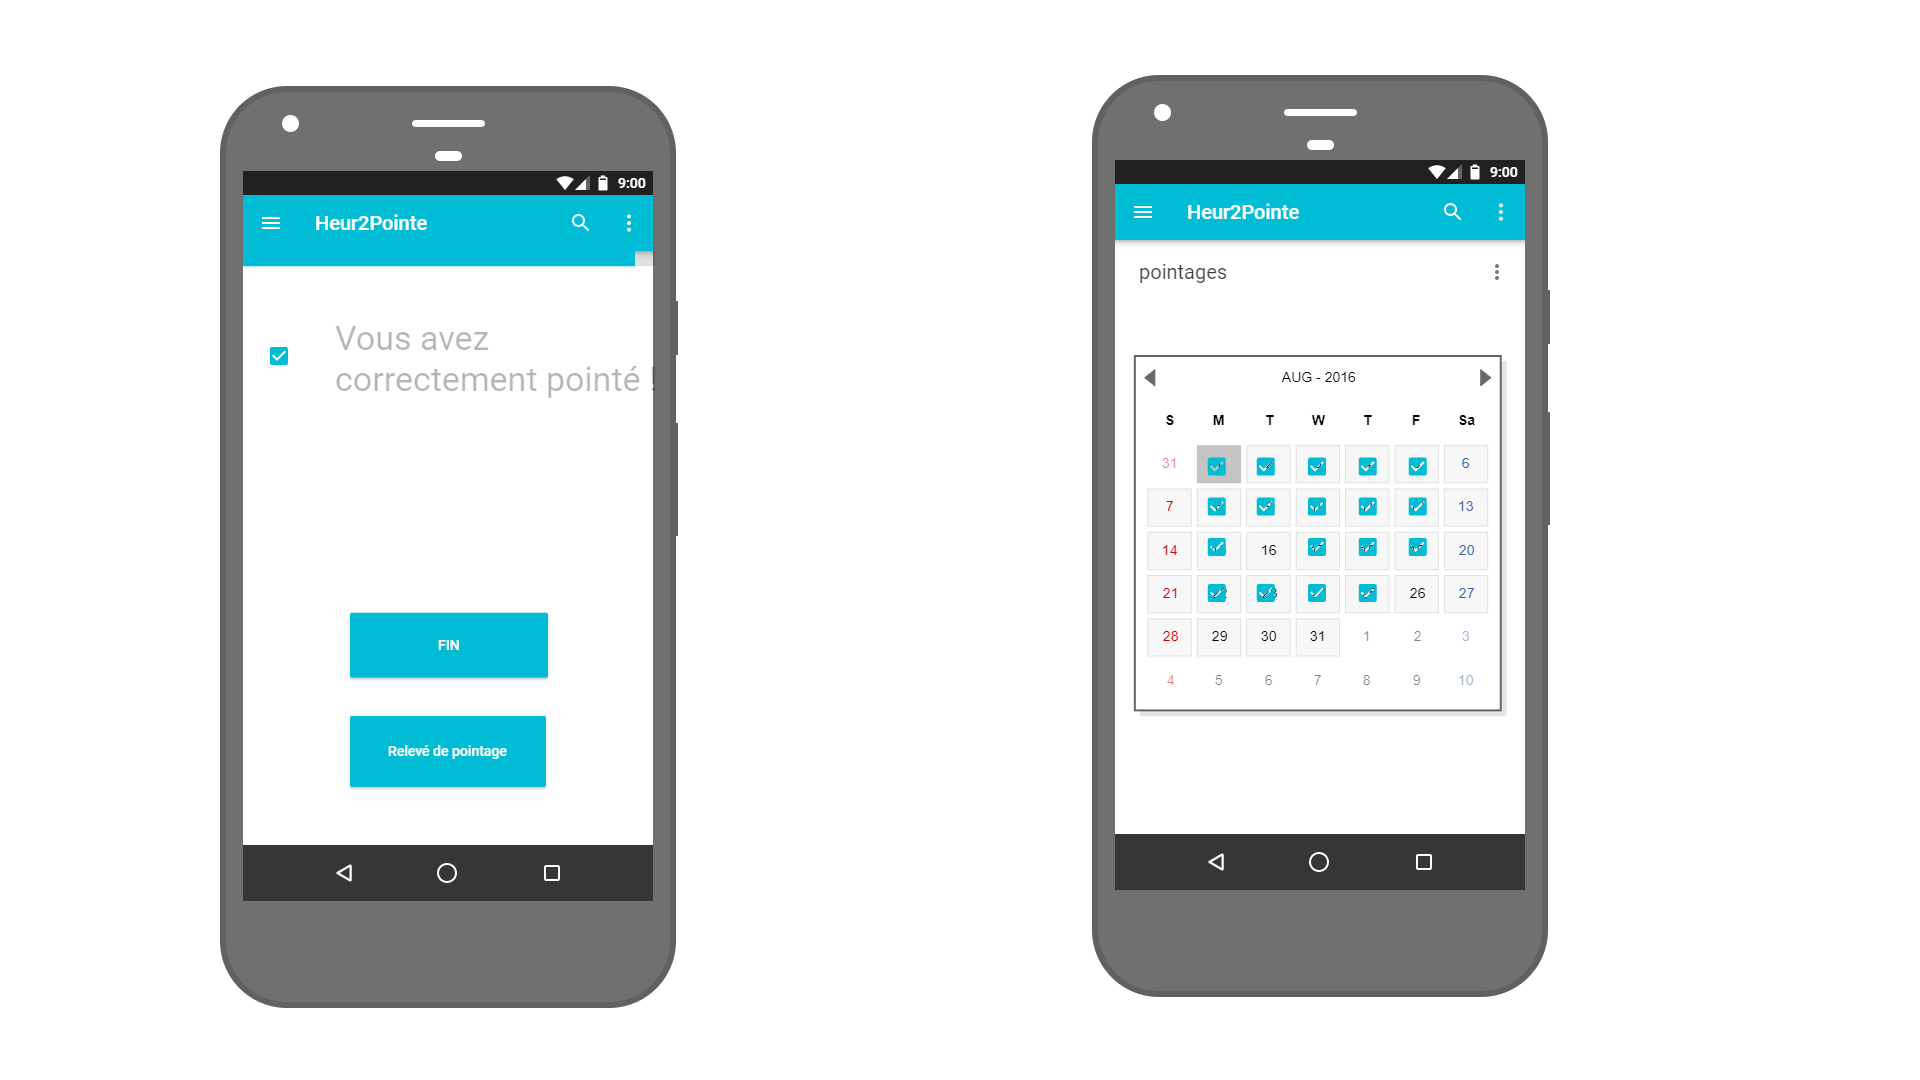 9:00
Heur2Pointe
Vous avez
correctement pointé !
FIN
Relevé de pointage
9:00
Heur2Pointe
pointages
AUG - 2016
S M T W T F Sa
31 6
7 13
14 16 20
21 26 27
28 29 30 31 1 2 3
4 5 6 7 8 9 10